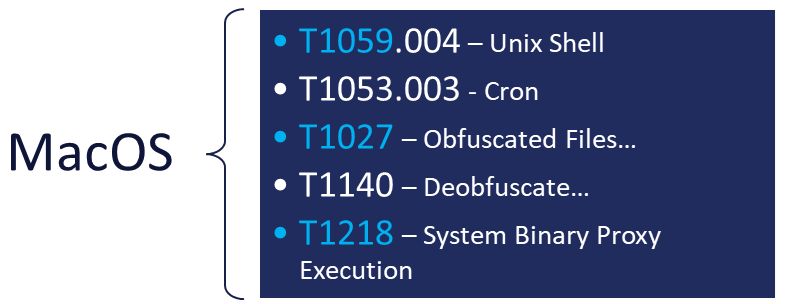 MacOS
• T1059.004 – Unix Shell
• T1053.003 - Cron
• T1027 – Obfuscated Files…
• T1140 – Deobfuscate…
• T1218 – System Binary Proxy
Execution